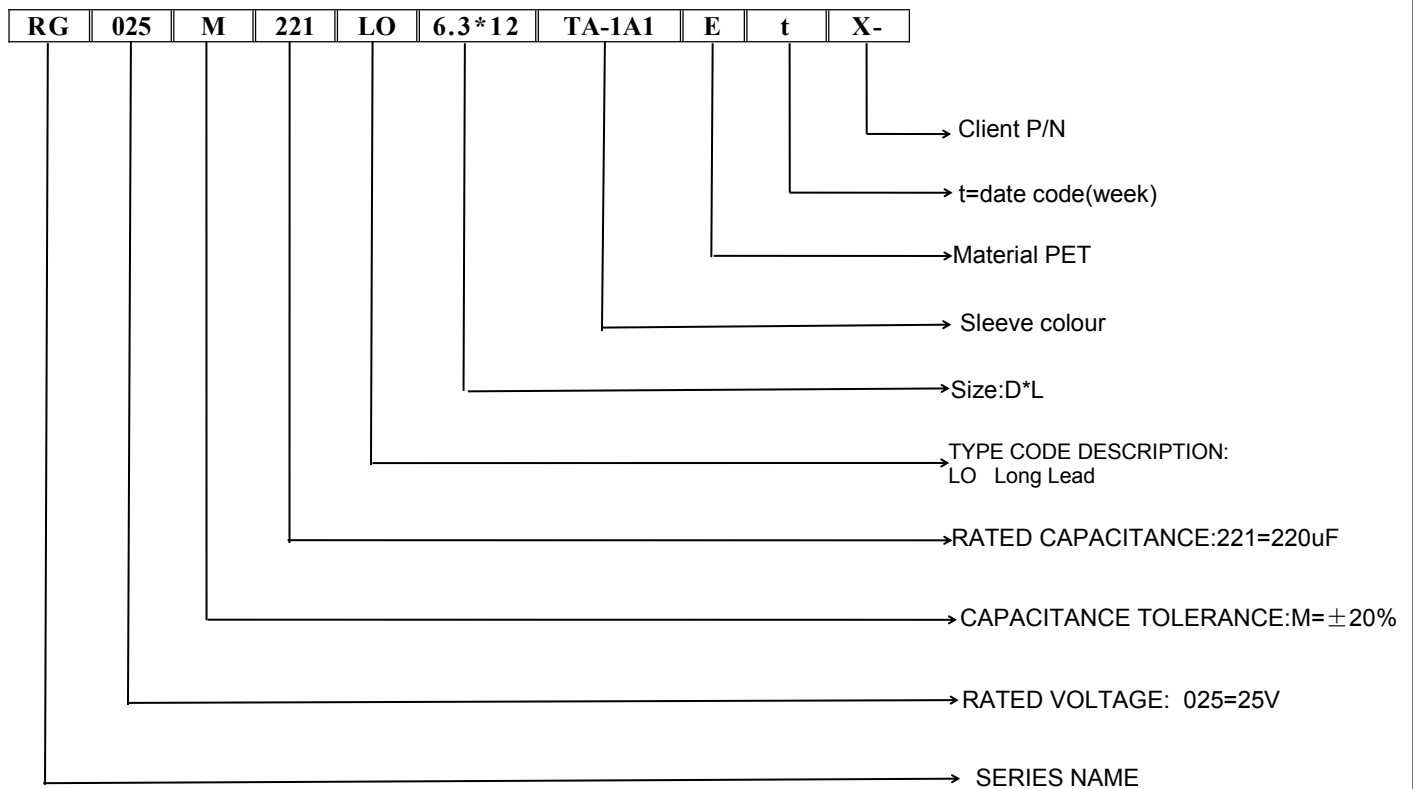 RG 025 M 221 LO 6.3*12 TA-1A1 E t X-
Client P/N
t=date code(week)
Material PET
Sleeve colour
Size:D*L
TYPE CODE DESCRIPTION:
LO Long Lead
RATED CAPACITANCE:221=220uF
CAPACITANCE TOLERANCE:M=±20%
RATED VOLTAGE: 025=25V
SERIES NAME